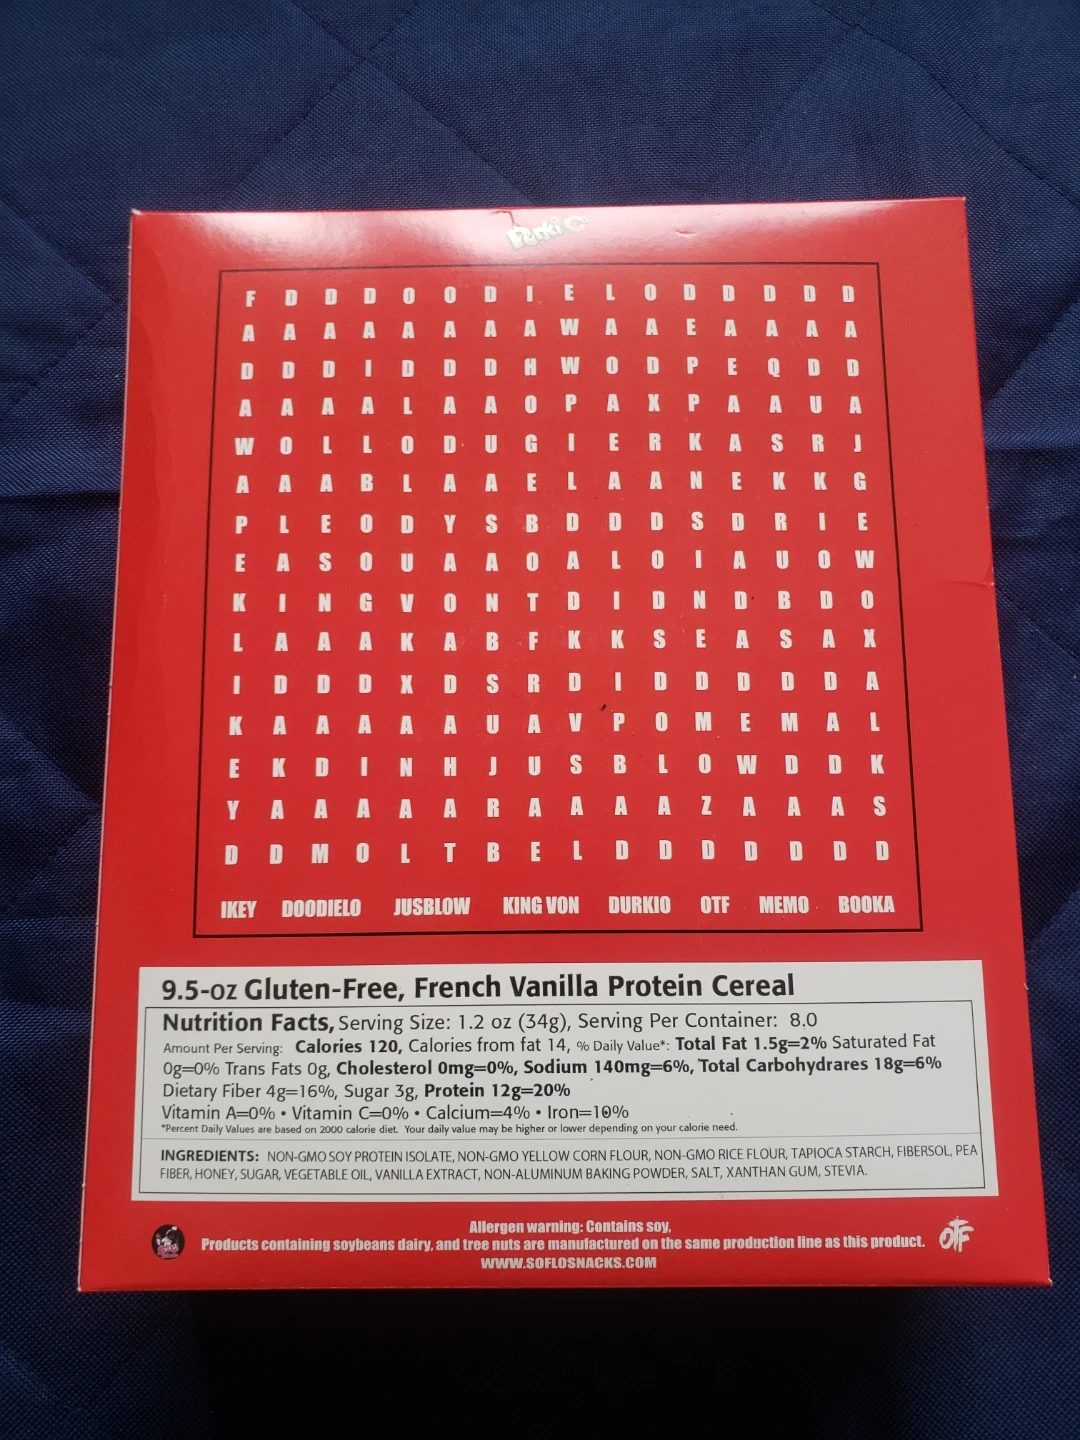 Durki Os
F D D D O O D I E L O D D D D D
A A A A A A A A W A A E A A A A
D D D I D D D H W O D P E Q D D
A A A A L A A O P A X P A A U A
W O L L O D U G I E R K A S R J
A A A B L A A E L A A N E K K G
P L E O D Y S B D D D S D R I E
E A S O U A A O A L O I A U O W
K I N G V O N T D I D N D B D O
L A A A K A B F K K S E A S A X
I D D D X D S R D I D D D D D A
K A A A A A U A V P O M E M A L
E K D I N H J U S B L O W D D K
Y A A A A A R A A A A Z A A A S
D D M O L T B E L D D D D D D D
IKEY DOODIELO JUSBLOW KING VON DURKIO OTF MEMO BOOKA
9.5-oz Gluten-Free, French Vanilla Protein Cereal
Nutrition Facts, Serving Size: 1.2 oz (34g), Serving Per Container: 8.0
Amount Per Serving: Calories 120, Calories from fat 14, % Daily Value*: Total Fat 1.5g=2% Saturated Fat
0g=0% Trans Fats 0g, Cholesterol 0mg=0%, Sodium 140mg=6%, Total Carbohydrares 18g=6%
Dietary Fiber 4g=16%, Sugar 3g, Protein 12g=20%
Vitamin A=0% • Vitamin C=0% • Calcium=4% • Iron=10%
*Percent Daily Values are based on 2000 calorie diet. Your daily value may be higher or lower depending on your calorie need.
INGREDIENTS: NON-GMO SOY PROTEIN ISOLATE, NON-GMO YELLOW CORN FLOUR, NON-GMO RICE FLOUR, TAPIOCA STARCH, FIBERSOL, PEA
FIBER, HONEY, SUGAR, VEGETABLE OIL, VANILLA EXTRACT, NON-ALUMINUM BAKING POWDER, SALT, XANTHAN GUM, STEVIA.
Allergen warning: Contains soy,
Products containing soybeans dairy, and tree nuts are manufactured on the same production line as this product.
WWW.SOFLOSNACKS.COM
OTF